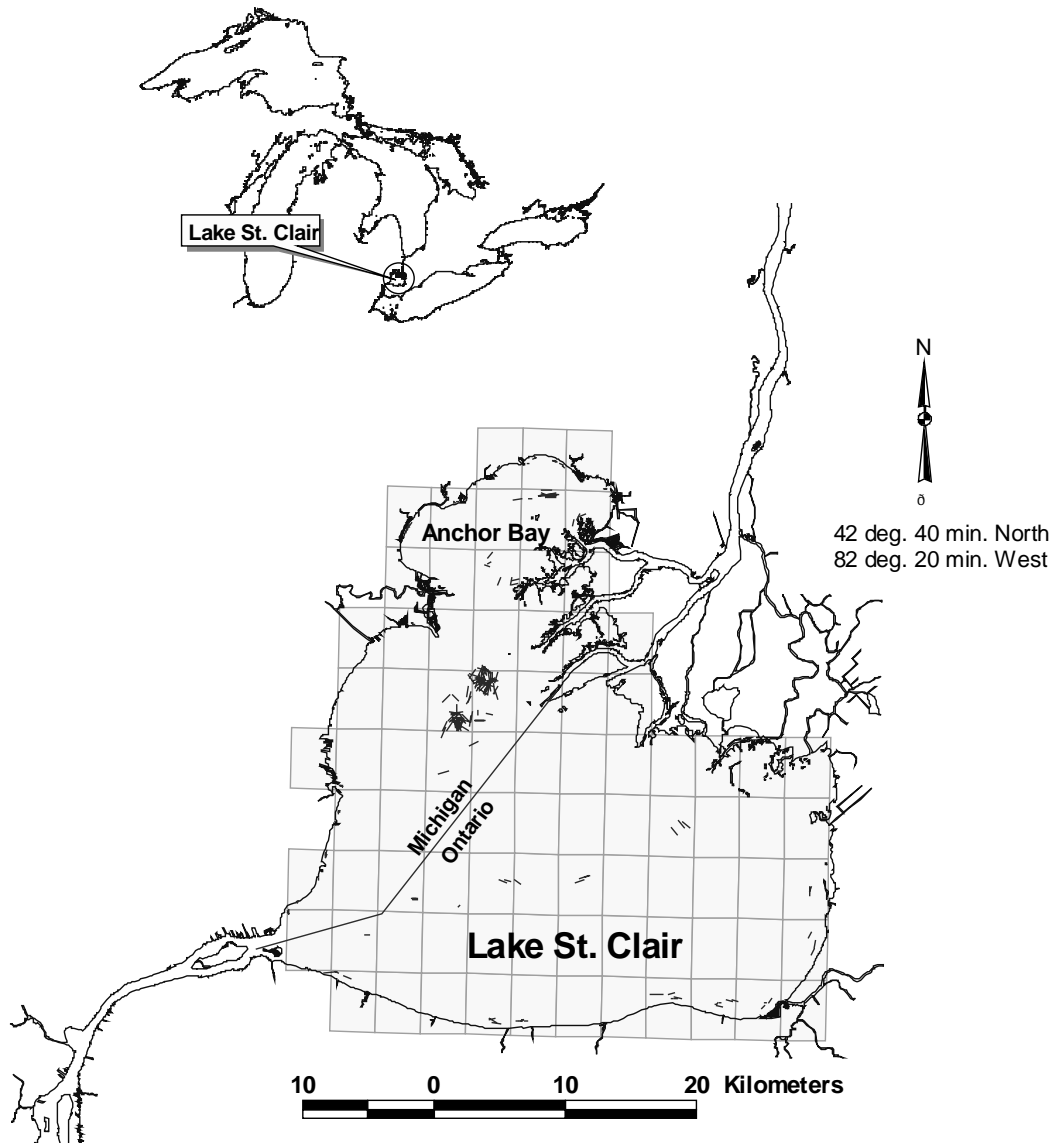 Lake St. Clair
N
ð
42 deg. 40 min. North
82 deg. 20 min. West
Anchor Bay
Michigan
Ontario
Lake St. Clair
10 0 10 20 Kilometers